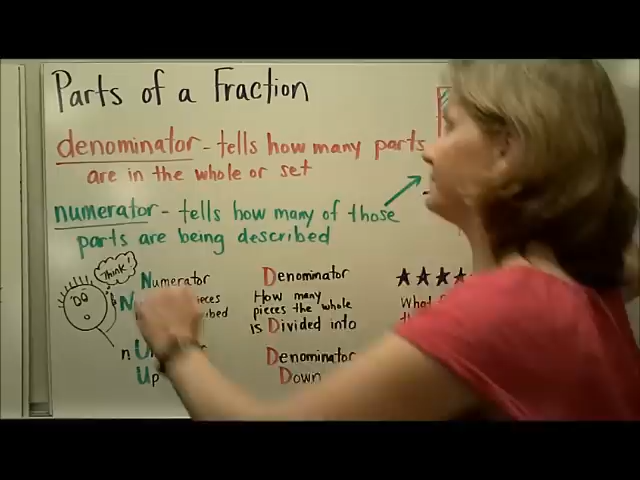 Parts of a Fraction
denominator - tells how many parts
are in the whole or set
numerator - tells how many of those
parts are being described
Think!
Numerator
Denominator
How many
pieces the whole
is Divided into
What
Denominator
Up
Down